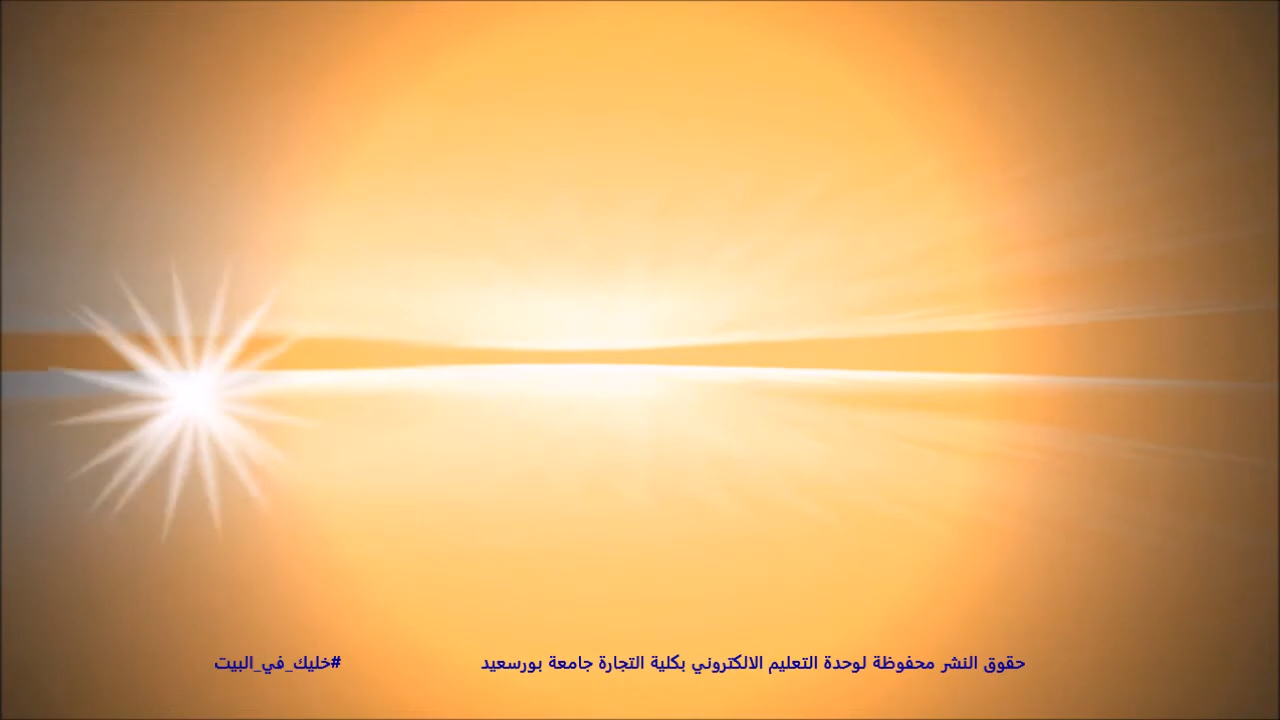 حقوق النشر محفوظة لوحدة التعليم الالكتروني بكلية التجارة جامعة بورسعيد
#خليك_في_البيت